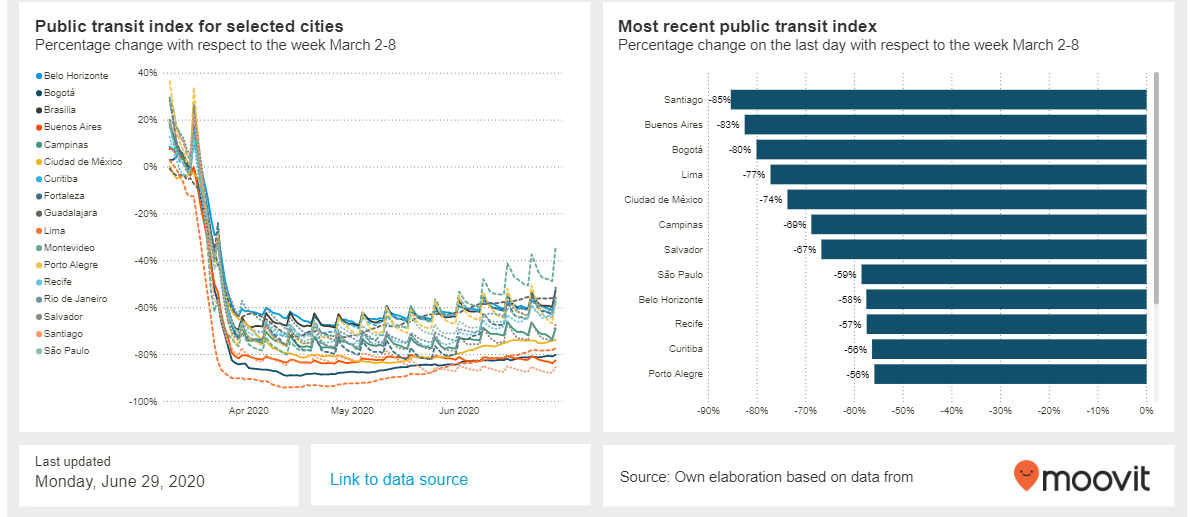 Public transit index for selected cities
Percentage change with respect to the week March 2-8
Belo Horizonte
Bogotá
Brasilia
Buenos Aires
Campinas
Ciudad de México
Curitiba
Fortaleza
Guadalajara
Lima
Montevideo
Porto Alegre
Recife
Rio de Janeiro
Salvador
Santiago
São Paulo
40%
20%
0%
-20%
-40%
-60%
-80%
-100%
Apr 2020 May 2020 Jun 2020
Most recent public transit index
Percentage change on the last day with respect to the week March 2-8
Santiago -85%
Buenos Aires -83%
Bogotá -80%
Lima -77%
Ciudad de México -74%
Campinas -69%
Salvador -67%
São Paulo -59%
Belo Horizonte -58%
Recife -57%
Curitiba -56%
Porto Alegre -56%
-90% -80% -70% -60% -50% -40% -30% -20% -10% 0%
Last updated
Monday, June 29, 2020
Link to data source
Source: Own elaboration based on data from
moovit